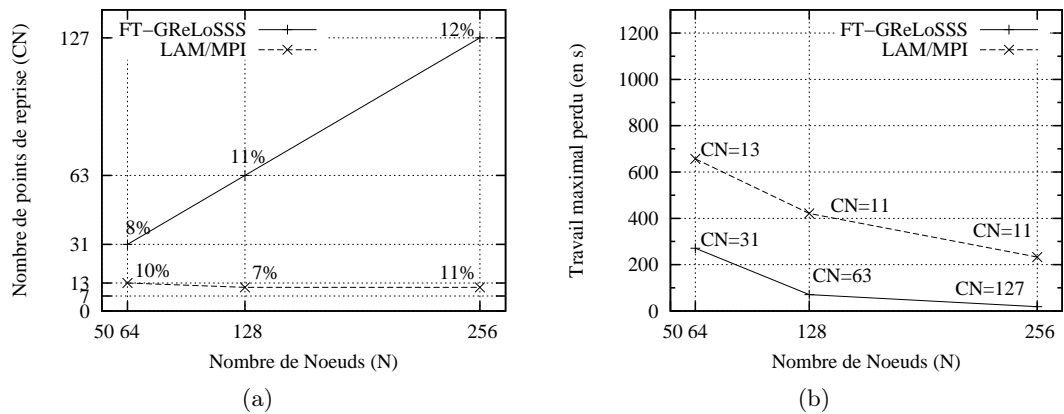 Nombre de points de reprise (CN)
127
63
31
13
7
0
FT−GReLoSSS
LAM/MPI
12%
11%
8%
10%
7%
11%
50 64
128
256
Nombre de Noeuds (N)
(a)
Travail maximal perdu (en s)
1200
1000
800
600
400
200
0
FT−GReLoSSS
LAM/MPI
CN=13
CN=11
CN=11
CN=31
CN=63
CN=127
50 64
128
256
Nombre de Noeuds (N)
(b)